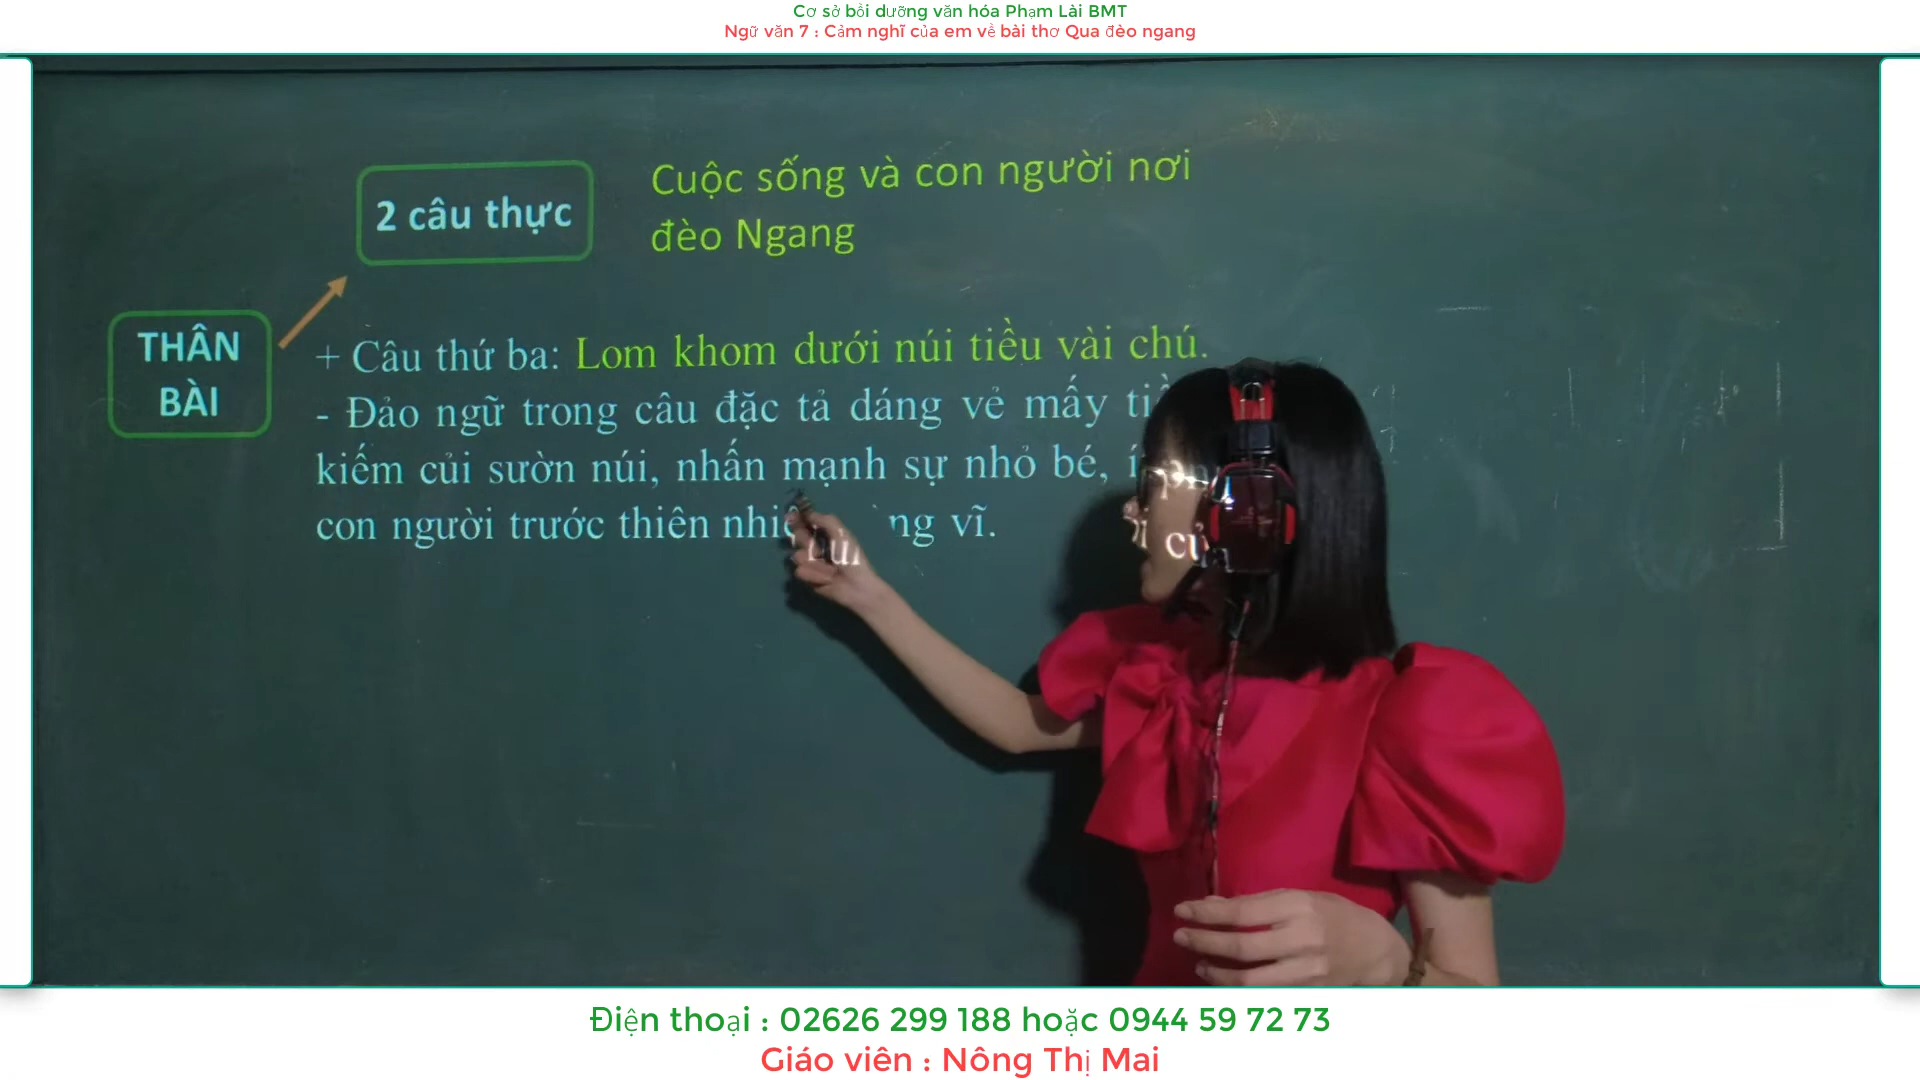 Cơ sở bồi dưỡng văn hóa Phạm Lài BMT
Ngữ văn 7 : Cảm nghĩ của em về bài thơ Qua đèo ngang
2 câu thực
Cuộc sống và con người nơi
đèo Ngang
THÂN
BÀI
+ Câu thứ ba: Lom khom dưới núi tiều vài chú.
- Đảo ngữ trong câu đặc tả dáng vẻ mấy
kiếm củi sườn núi, nhấn mạnh sự nhỏ bé,
con người trước thiên vĩ.
Điện thoại : 02626 299 188 hoặc 0944 59 72 73
Giáo viên : Nông Thị Mai